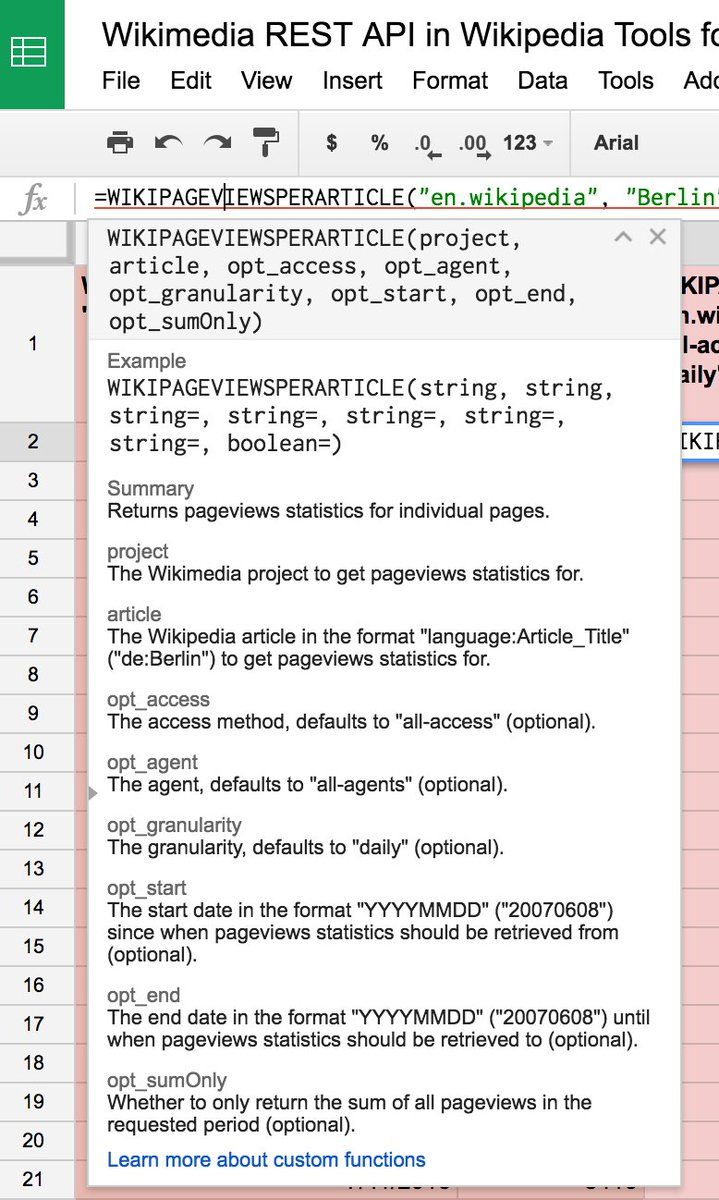 Wikimedia REST API in Wikipedia Tools fo
File Edit View Insert Format Data Tools Add
$ % .0 .00 123 Arial
fx =WIKIPAGEVIEWSPERARTICLE("en.wikipedia", "Berlin"
WIKIPAGEVIEWSPERARTICLE(project,
article, opt_access, opt_agent,
opt_granularity, opt_start, opt_end,
opt_sumOnly)
Example
WIKIPAGEVIEWSPERARTICLE(string, string,
string=, string=, string=, string=,
string=, boolean=)
Summary
Returns pageviews statistics for individual pages.
project
The Wikimedia project to get pageviews statistics for.
article
The Wikipedia article in the format "language:Article_Title"
("de:Berlin") to get pageviews statistics for.
opt_access
The access method, defaults to "all-access" (optional).
opt_agent
The agent, defaults to "all-agents" (optional).
opt_granularity
The granularity, defaults to "daily" (optional).
opt_start
The start date in the format "YYYYMMDD" ("20070608")
since when pageviews statistics should be retrieved from
(optional).
opt_end
The end date in the format "YYYYMMDD" ("20070608") until
when pageviews statistics should be retrieved to (optional).
opt_sumOnly
Whether to only return the sum of all pageviews in the
requested period (optional).
Learn more about custom functions
1
2
3
4
5
6
7
8
9
10
11
12
13
14
15
16
17
18
19
20
21